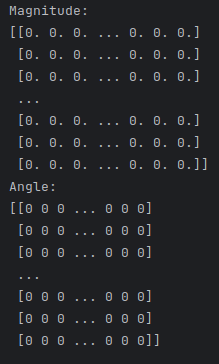 Magnitude:
[[0. 0. 0. ... 0. 0. 0.]
 [0. 0. 0. ... 0. 0. 0.]
 [0. 0. 0. ... 0. 0. 0.]
 ...
 [0. 0. 0. ... 0. 0. 0.]
 [0. 0. 0. ... 0. 0. 0.]
 [0. 0. 0. ... 0. 0. 0.]]
Angle:
[[0 0 0 ... 0 0 0]
 [0 0 0 ... 0 0 0]
 [0 0 0 ... 0 0 0]
 ...
 [0 0 0 ... 0 0 0]
 [0 0 0 ... 0 0 0]
 [0 0 0 ... 0 0 0]]